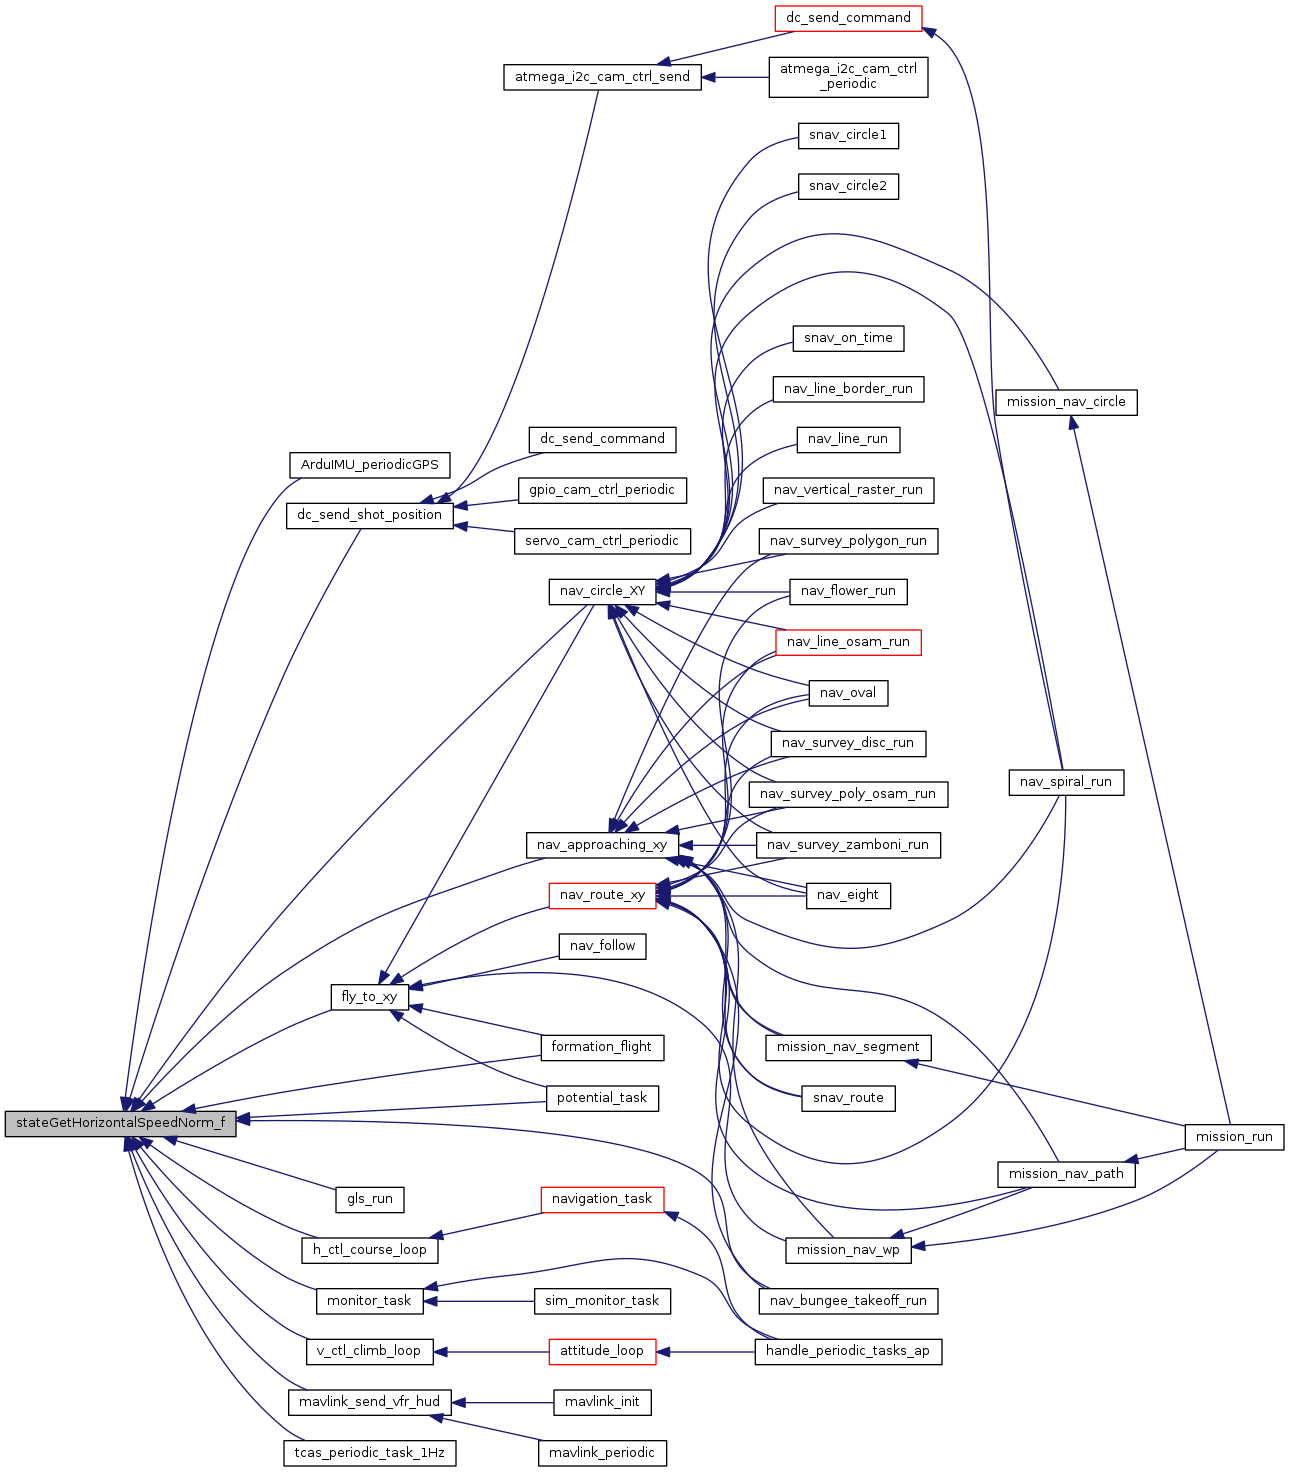 dc_send_command
atmega_i2c_cam_ctrl_send
atmega_i2c_cam_ctrl
_periodic
snav_circle1
snav_circle2
snav_on_time
nav_line_border_run
mission_nav_circle
nav_line_run
dc_send_command
ArduIMU_periodicGPS
gpio_cam_ctrl_periodic
nav_vertical_raster_run
dc_send_shot_position
servo_cam_ctrl_periodic
nav_survey_polygon_run
nav_circle_XY
nav_flower_run
nav_line_osam_run
nav_oval
nav_survey_disc_run
nav_spiral_run
nav_survey_poly_osam_run
nav_approaching_xy
nav_survey_zamboni_run
nav_route_xy
nav_eight
nav_follow
fly_to_xy
formation_flight
mission_nav_segment
potential_task
snav_route
stateGetHorizontalSpeedNorm_f
mission_run
mission_nav_path
gls_run
navigation_task
h_ctl_course_loop
mission_nav_wp
monitor_task
sim_monitor_task
nav_bungee_takeoff_run
v_ctl_climb_loop
attitude_loop
handle_periodic_tasks_ap
mavlink_send_vfr_hud
mavlink_init
tcas_periodic_task_1Hz
mavlink_periodic